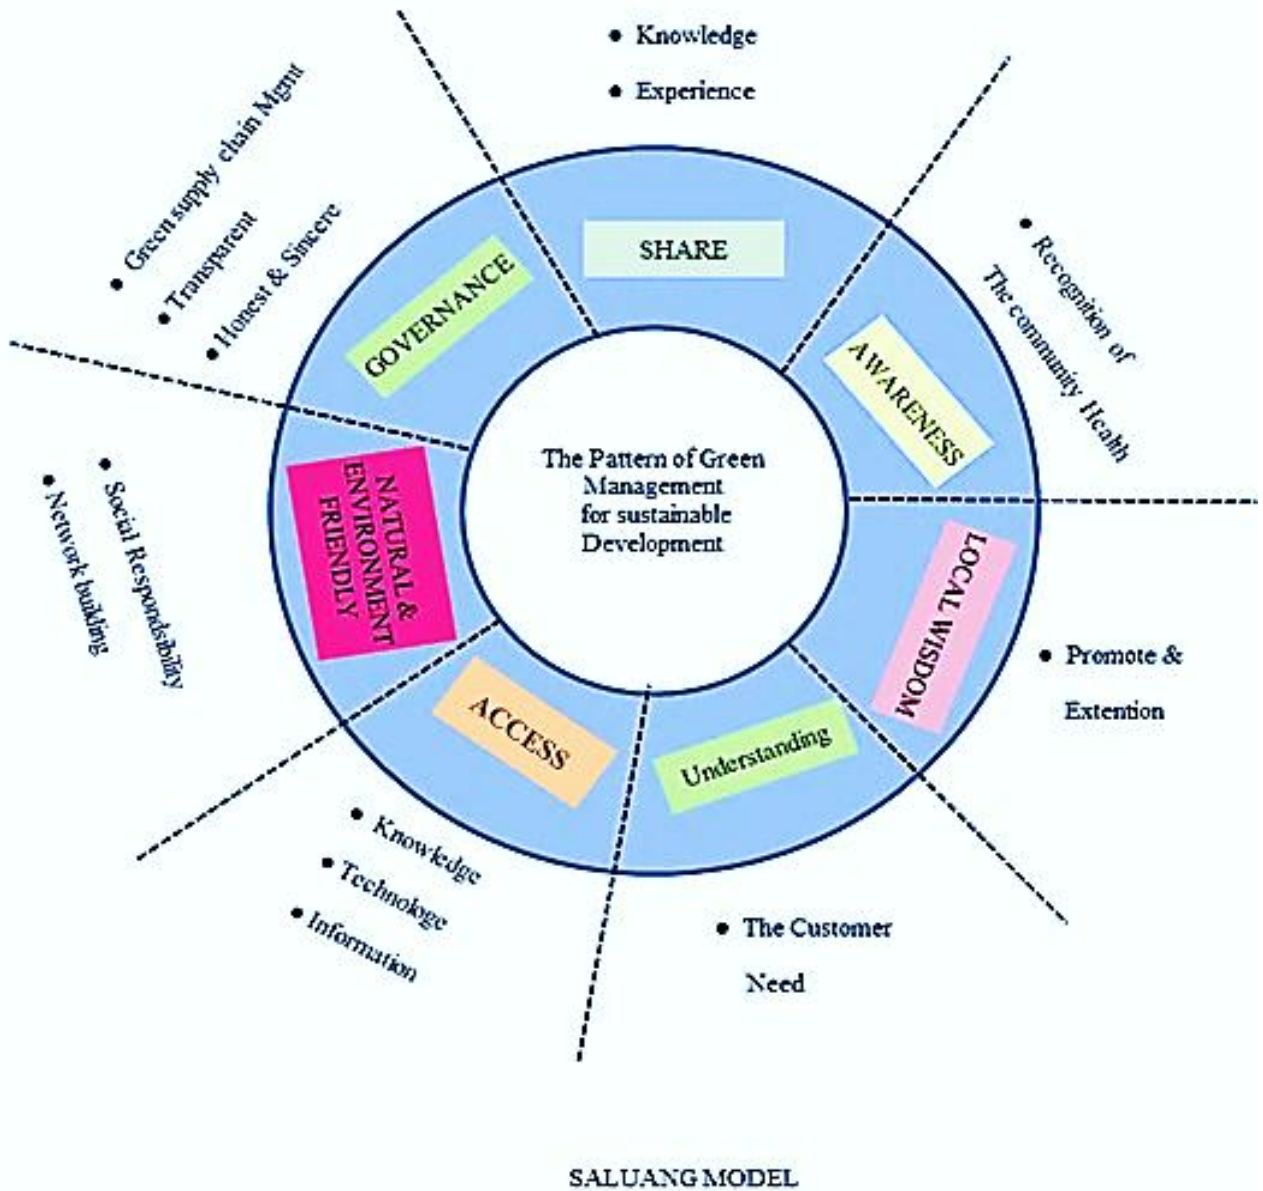 • Knowledge
• Experience
SHARE
• Recognition of
The community Health
AWARENESS
LOCAL WISDOM
• Promote &
Extention
Understanding
• The Customer
Need
ACCESS
• Knowledge
• Technologe
• Information
NATURAL &
ENVIRONMENT
FRIENDLY
• Social Respondsibility
• Network building
GOVERNANCE
• Green supply chain Mgmt
• Transparent
• Honest & Sincere
The Pattern of Green
Management
for sustainable
Development
SALUANG MODEL